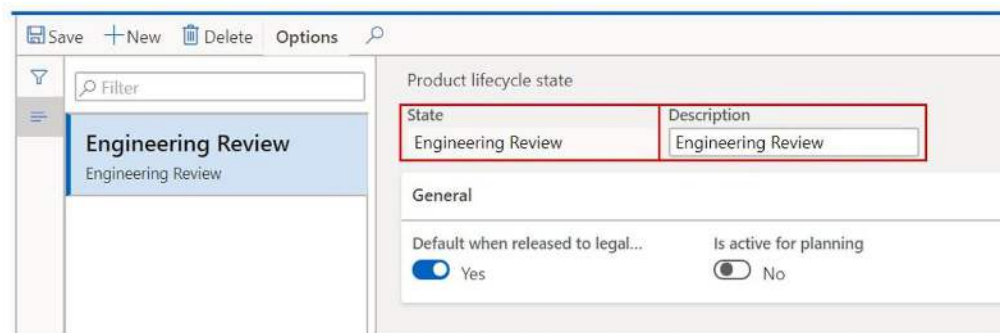 Save New Delete Options
Filter
Engineering Review
Engineering Review
Product lifecycle state
State Description
Engineering Review Engineering Review
General
Default when released to legal... Is active for planning
Yes No